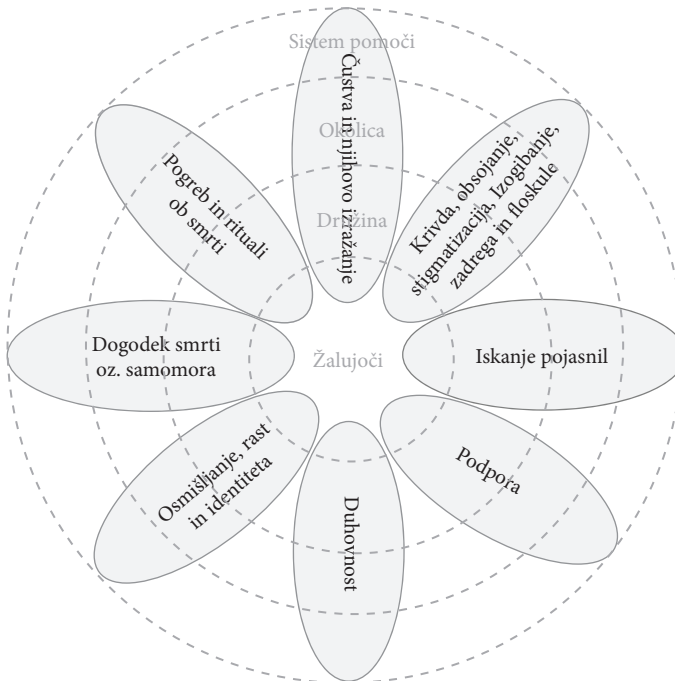 Sistem pomoči
Okolica
Družina
Žalujoči
Čustva in njihovo izražanje
Krivda, obsojanje,
stigmatizacija, Izogibanje,
zadrega in floskule
Iskanje pojasnil
Podpora
Duhovnost
Osmišljanje, rast
in identiteta
Dogodek smrti
oz. samomora
Pogreb in rituali
ob smrti